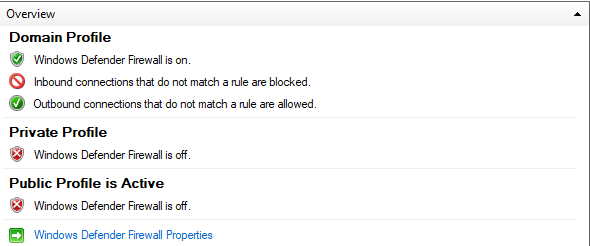 Overview
Domain Profile
Windows Defender Firewall is on.
Inbound connections that do not match a rule are blocked.
Outbound connections that do not match a rule are allowed.
Private Profile
Windows Defender Firewall is off.
Public Profile is Active
Windows Defender Firewall is off.
Windows Defender Firewall Properties